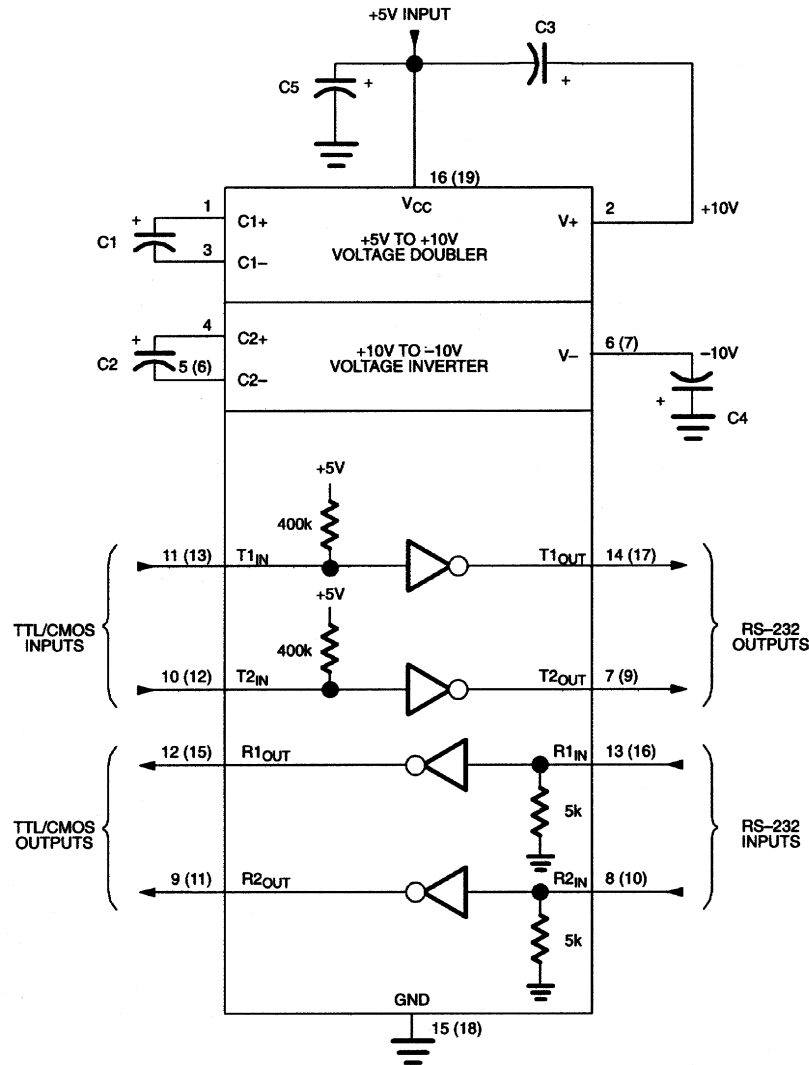 +5V INPUT
C3
C5 +
+
16 (19)
VCC
1
2
+10V
+
C1+
V+
C1
+5V TO +10V
VOLTAGE DOUBLER
3
C1–
4
+
C2+
6 (7)
–10V
C2
+10V TO –10V
VOLTAGE INVERTER
V–
5 (6)
C2–
+
C4
+5V
400k
11 (13)
T1IN
T1OUT
14 (17)
+5V
TTL/CMOS
INPUTS
RS–232
OUTPUTS
400k
10 (12)
T2IN
T2OUT
7 (9)
12 (15)
R1OUT
R1IN
13 (16)
5k
TTL/CMOS
OUTPUTS
RS–232
INPUTS
9 (11)
R2OUT
R2IN
8 (10)
5k
GND
15 (18)